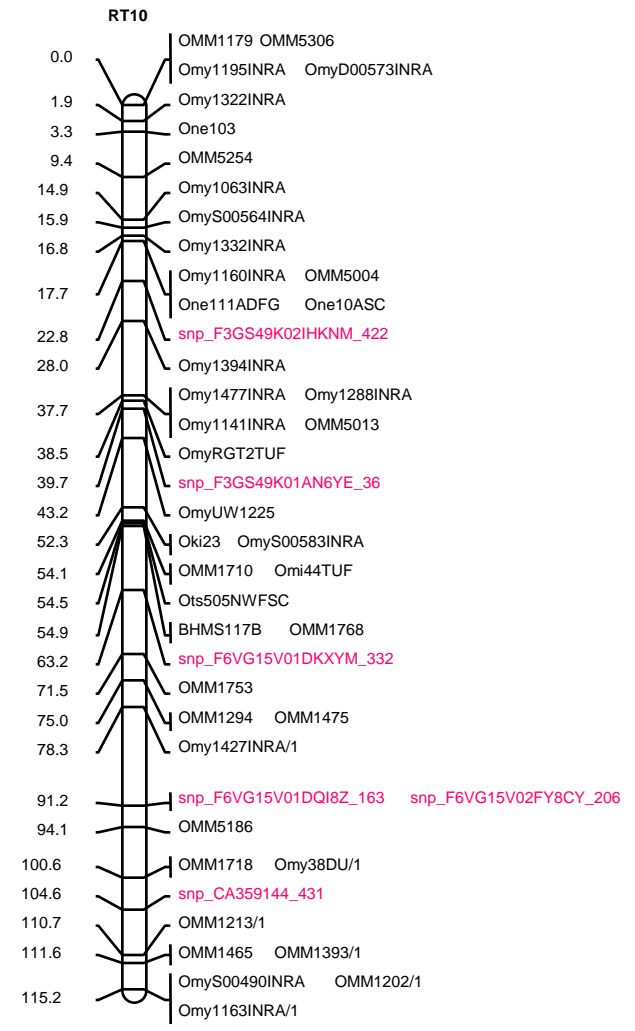 RT10
OMM1179 OMM5306
0.0
Omy1195INRA OmyD00573INRA
1.9 Omy1322INRA
3.3 One103
9.4 OMM5254
14.9 Omy1063INRA
15.9 OmyS00564INRA
16.8 Omy1332INRA
Omy1160INRA OMM5004
17.7
One111ADFG One10ASC
22.8 snp_F3GS49K02IHKNM_422
28.0 Omy1394INRA
Omy1477INRA Omy1288INRA
37.7
Omy1141INRA OMM5013
38.5 OmyRGT2TUF
39.7 snp_F3GS49K01AN6YE_36
43.2 OmyUW1225
52.3 Oki23 OmyS00583INRA
54.1 OMM1710 Omi44TUF
54.5 Ots505NWFSC
54.9 BHMS117B OMM1768
63.2 snp_F6VG15V01DKXYM_332
71.5 OMM1753
75.0 OMM1294 OMM1475
78.3 Omy1427INRA/1
91.2 snp_F6VG15V01DQI8Z_163 snp_F6VG15V02FY8CY_206
94.1 OMM5186
100.6 OMM1718 Omy38DU/1
104.6 snp_CA359144_431
110.7 OMM1213/1
111.6 OMM1465 OMM1393/1
OmyS00490INRA OMM1202/1
115.2
Omy1163INRA/1